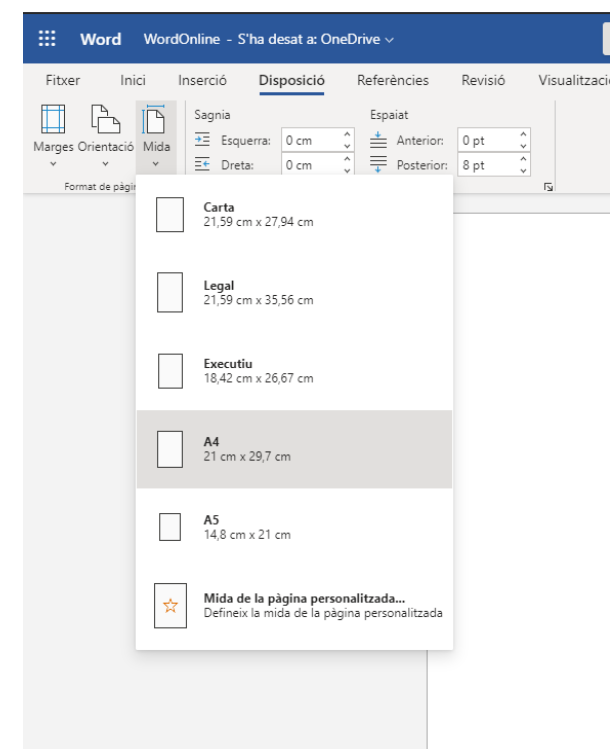 Word WordOnline - S'ha desat a: OneDrive
Fitxer Inici Inserció Disposició Referències Revisió
Sagnia Espaiat
Marges Orientació Mida
Esquerra: 0 cm Anterior: 0 pt
Dreta: 0 cm Posterior: 8 pt
Format de
Carta
21,59 cm x 27,94 cm
Legal
21,59 cm x 35,56 cm
Executiu
18,42 cm x 26,67 cm
A4
21 cm x 29,7 cm
A5
14,8 cm x 21 cm
Mida de la pàgina personalitzada...
Defineix la mida de la pàgina personalitzada